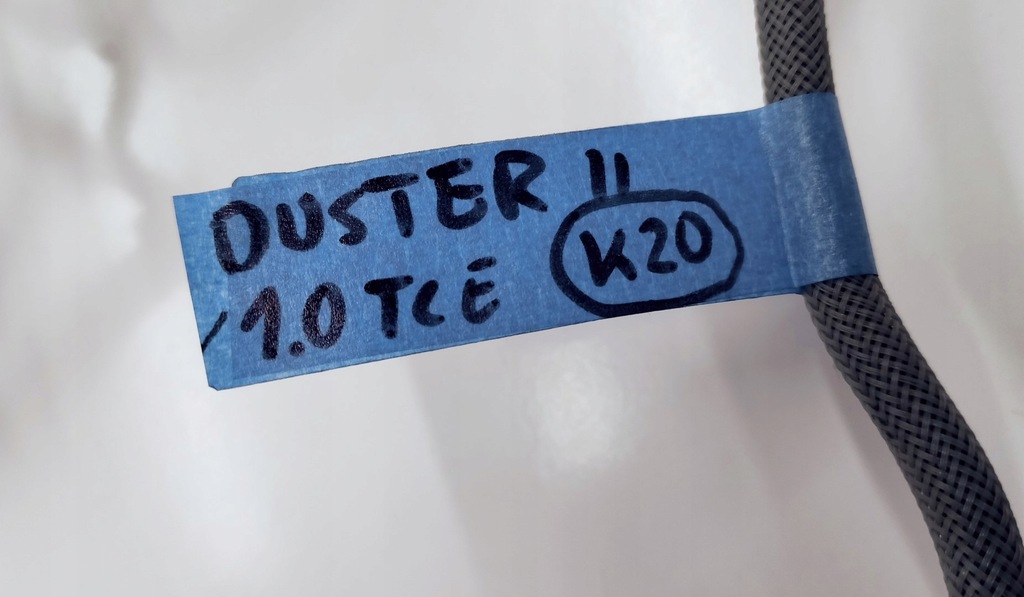 DUSTER II
1.0 TCE K20